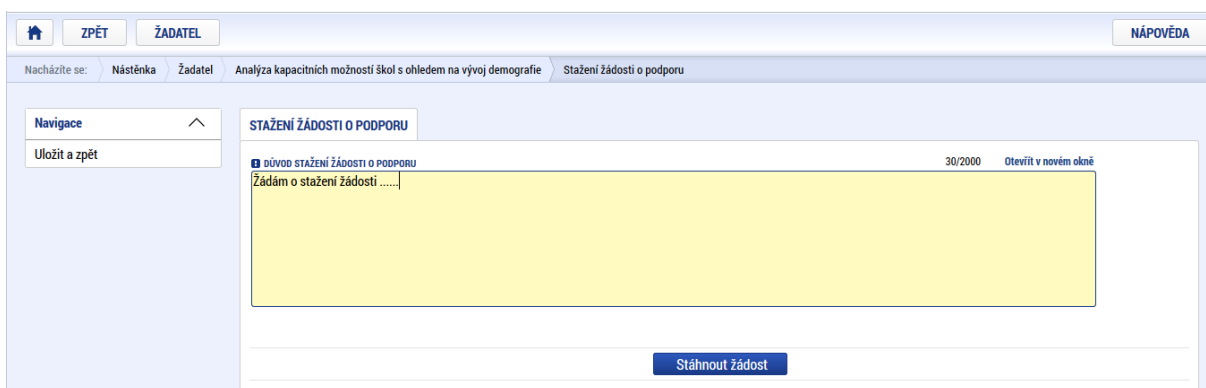 ZPĚT ŽADATEL NÁPOVĚDA
Nacházíte se: Nástěnka Žadatel Analýza kapacitních možností škol s ohledem na vývoj demografie Stažení žádosti o podporu
Navigace
Uložit a zpět
STAŽENÍ ŽÁDOSTI O PODPORU
DŮVOD STAŽENÍ ŽÁDOSTI O PODPORU 30/2000 Otevřít v novém okně
Žádám o stažení žádosti ......
Stáhnout žádost